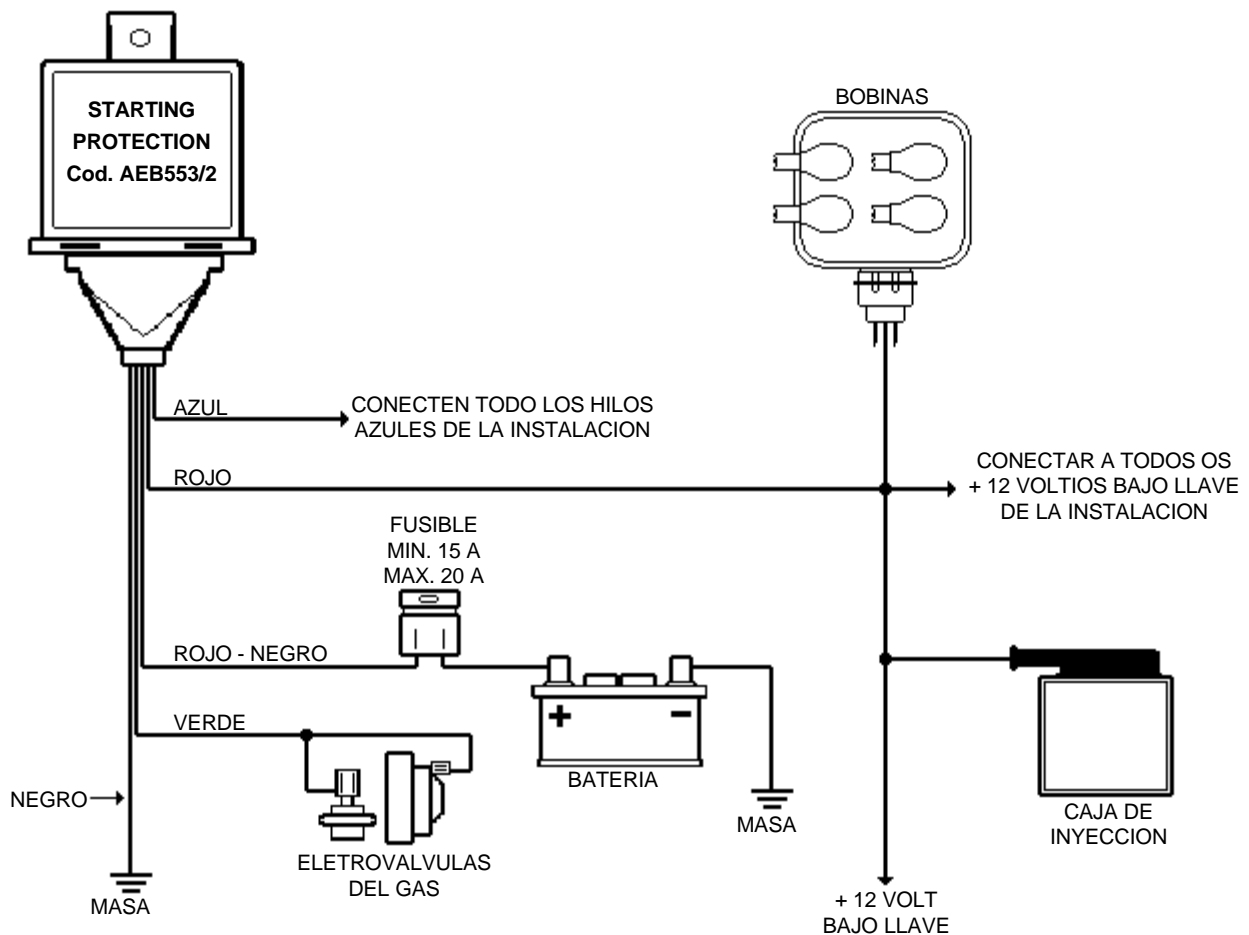 STARTING
PROTECTION
Cod. AEB553/2
BOBINAS
AZUL
CONECTEN TODO LOS HILOS
AZULES DE LA INSTALACION
ROJO
CONECTAR A TODOS OS
+ 12 VOLTIOS BAJO LLAVE
DE LA INSTALACION
FUSIBLE
MIN. 15 A
MAX. 20 A
ROJO - NEGRO
+
-
BATERIA
VERDE
NEGRO
MASA
ELETROVALVULAS
DEL GAS
MASA
CAJA DE
INYECCION
+ 12 VOLT
BAJO LLAVE